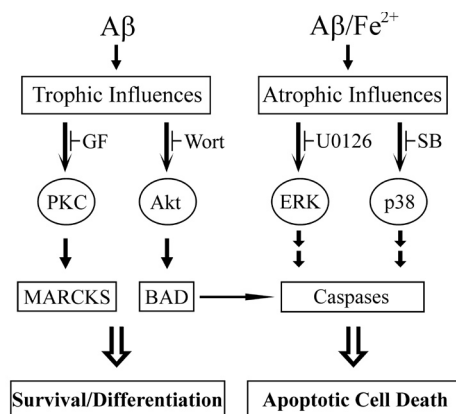 Aβ
Aβ/Fe²⁺
Trophic Influences
Atrophic Influences
GF
Wort
U0126
SB
PKC
Akt
ERK
p38
MARCKS
BAD
Caspases
Survival/Differentiation
Apoptotic Cell Death